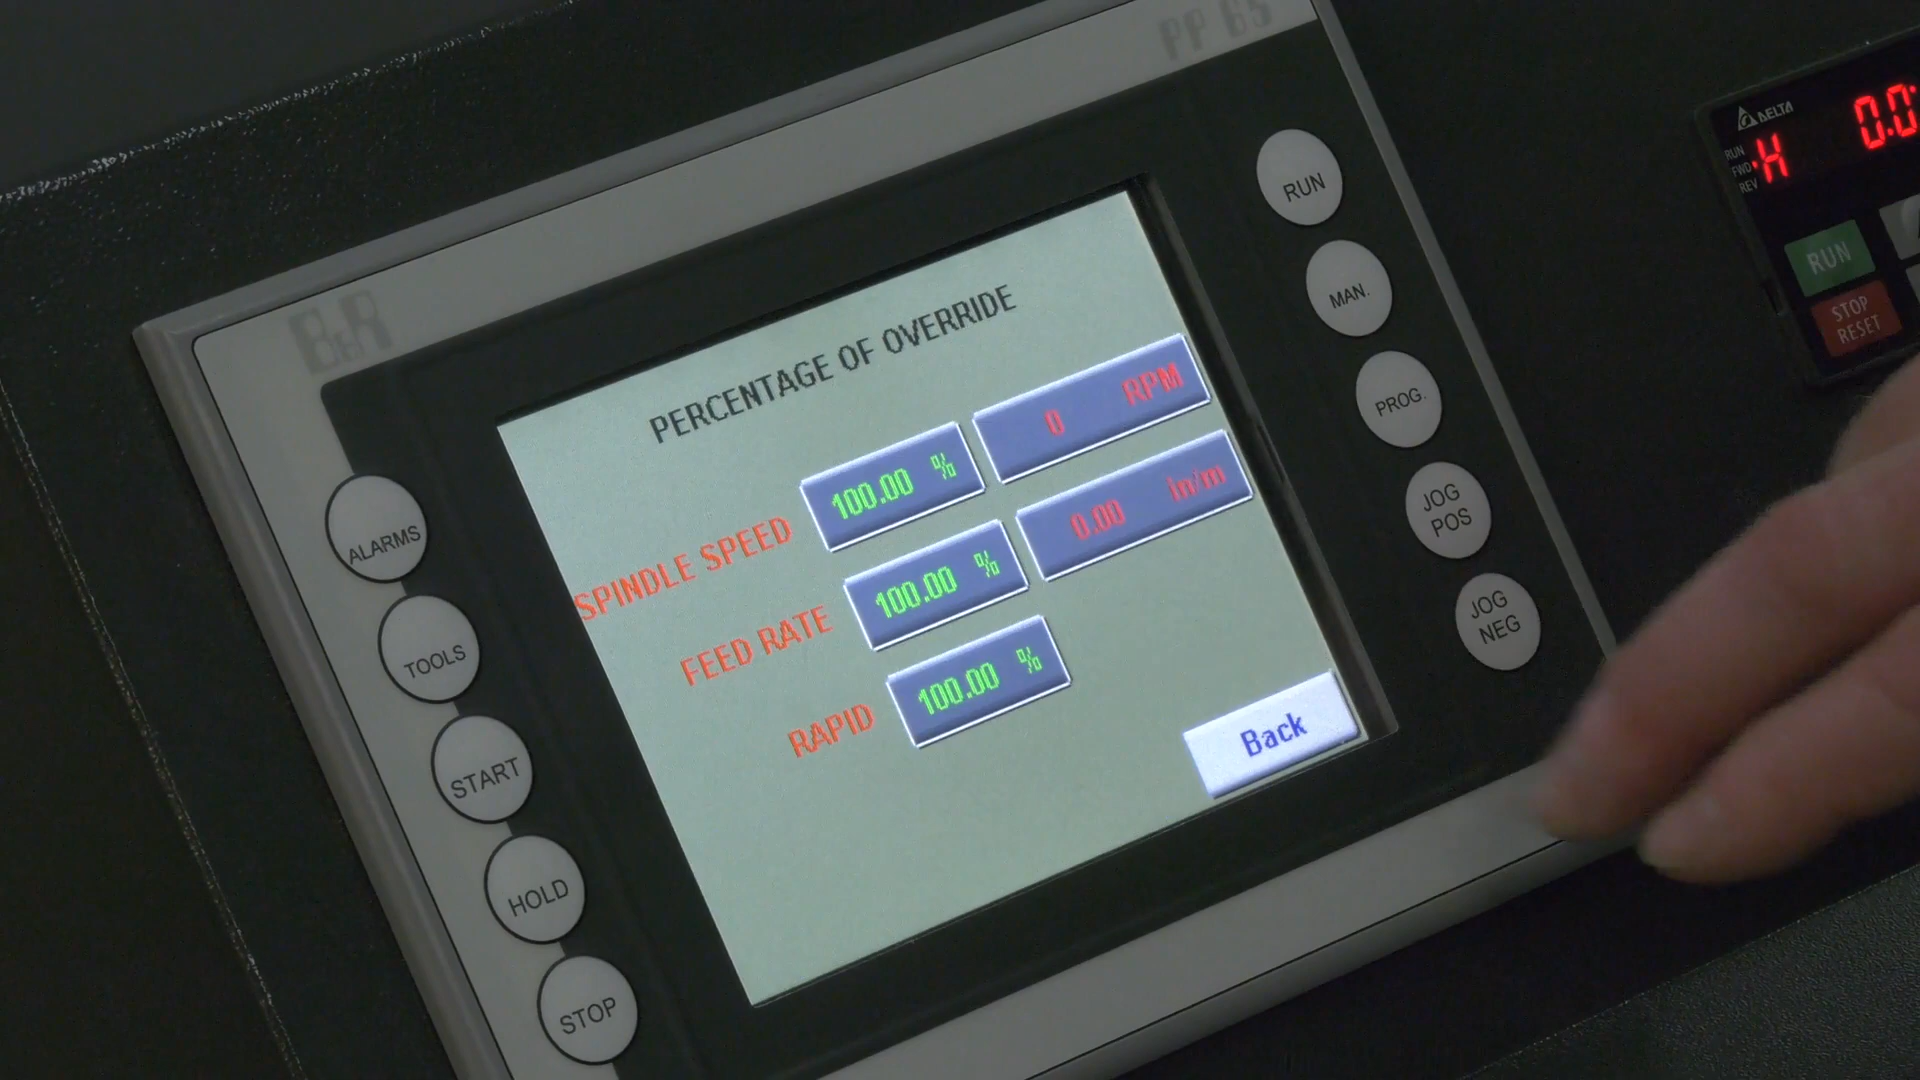 PP 65
B&R
DELTA
RUN
FWD
REV
H 0.0
RUN
STOP
RESET
PERCENTAGE OF OVERRIDE
SPINDLE SPEED 100.00 % 0 RPM
FEED RATE 100.00 % 0.00 in/m
RAPID 100.00 %
Back
ALARMS
TOOLS
START
HOLD
STOP
RUN
MAN.
PROG.
JOG
POS
JOG
NEG